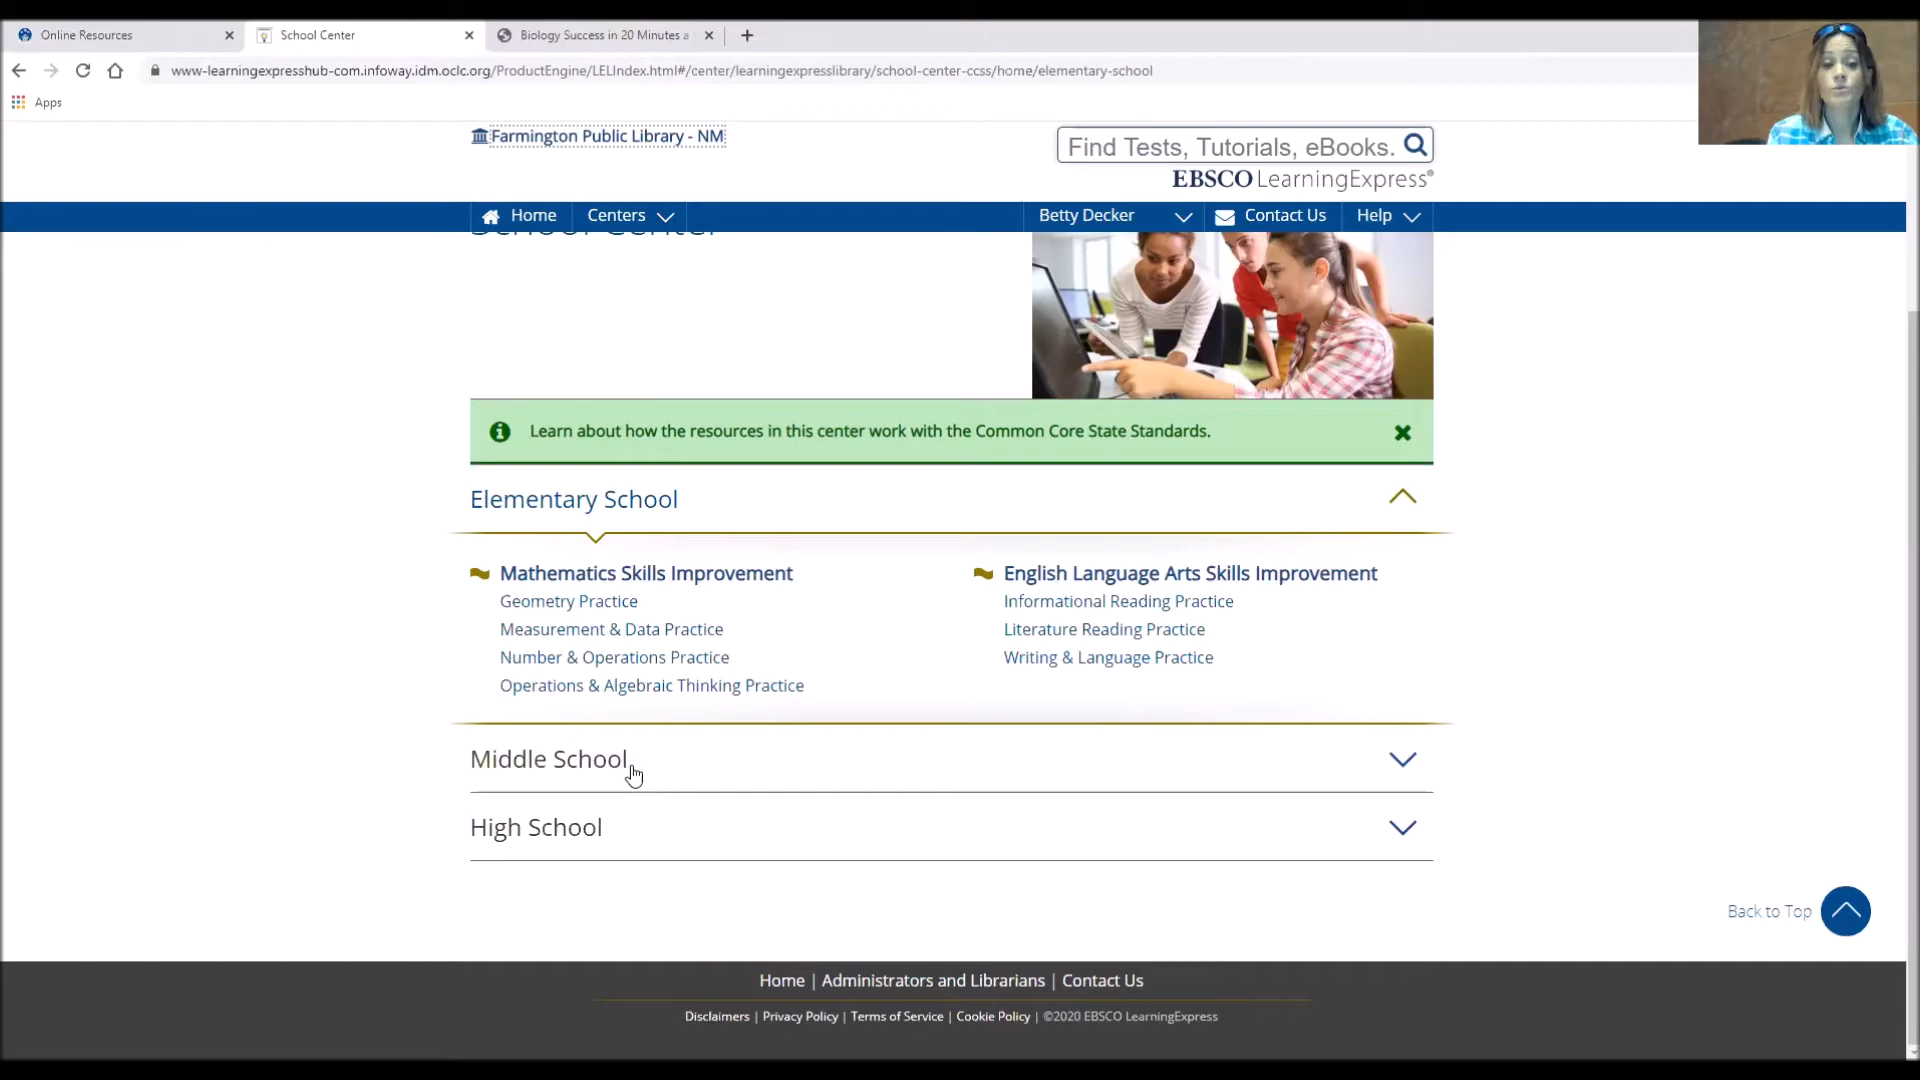 Online Resources
School Center
Biology Success in 20 Minutes a
www-learningexpresshub-com.infoway.idm.oclc.org/ProductEngine/LELIndex.html#/center/learningexpresslibrary/school-center-ccss/home/elementary-school
Apps
Farmington Public Library - NM
Find Tests, Tutorials, eBooks.
EBSCO LearningExpress®
Home
Centers
Betty Decker
Contact Us
Help
School Center
Learn about how the resources in this center work with the Common Core State Standards.
Elementary School
Mathematics Skills Improvement
Geometry Practice
Measurement & Data Practice
Number & Operations Practice
Operations & Algebraic Thinking Practice
English Language Arts Skills Improvement
Informational Reading Practice
Literature Reading Practice
Writing & Language Practice
Middle School
High School
Back to Top
Home | Administrators and Librarians | Contact Us
Disclaimers | Privacy Policy | Terms of Service | Cookie Policy | ©2020 EBSCO LearningExpress